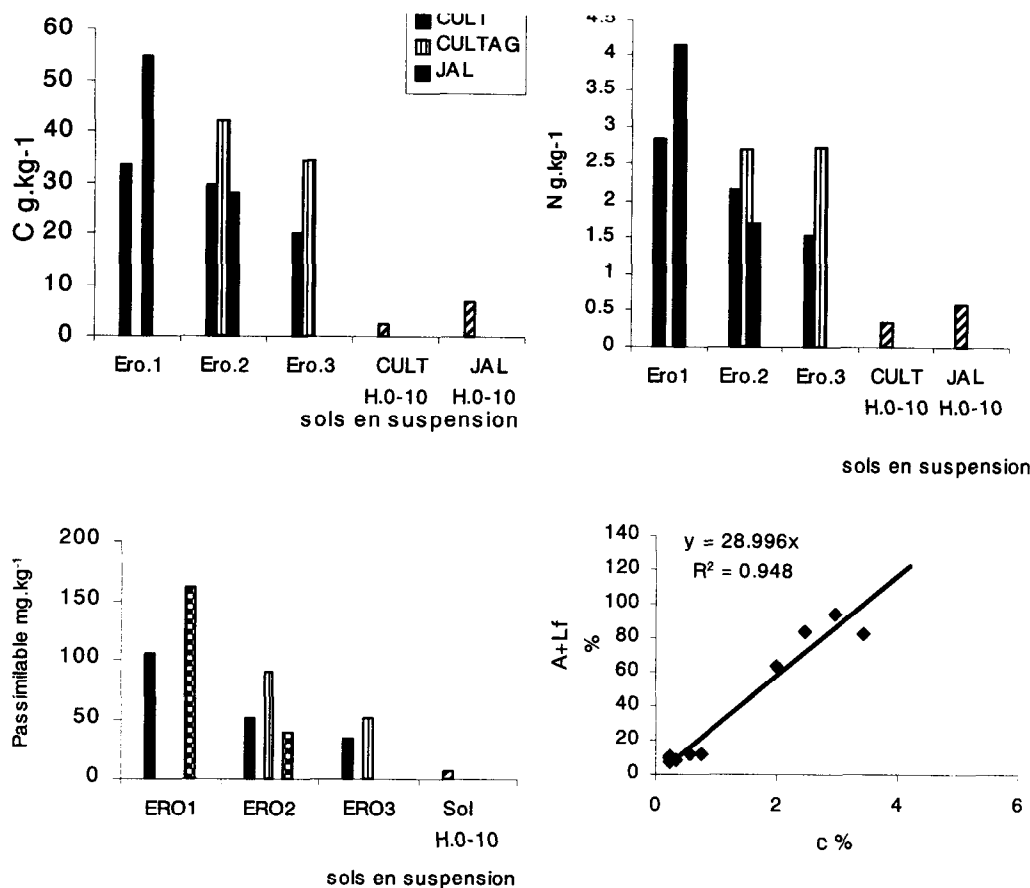 CULT
CULTAG
JAL
60
50
40
30
20
10
0
C g.kg-1
Ero.1 Ero.2 Ero.3 CULT JAL
H.0-10 H.0-10
sols en suspension
4.5
4
3.5
3
2.5
2
1.5
1
0.5
0
N g.kg-1
Ero1 Ero.2 Ero.3 CULT JAL
H.0-10 H.0-10
sols en suspension
200
150
100
50
0
Passimilable mg.kg-1
ERO1 ERO2 ERO3 Sol
H.0-10
sols en suspension
140
120
100
80
60
40
20
0
A+Lf
%
y = 28.996x
R² = 0.948
0 2 4 6
c %